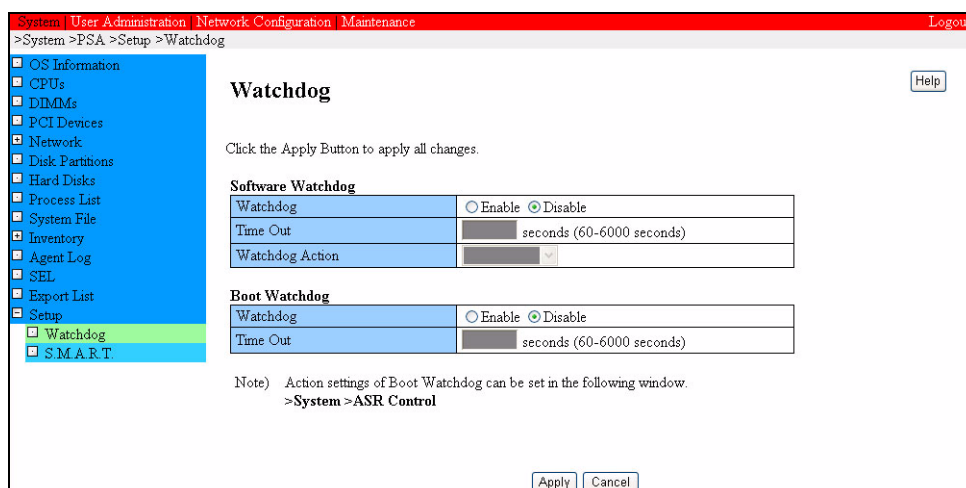 System | User Administration | Network Configuration | Maintenance Logou
>System >PSA >Setup >Watchdog
OS Information
CPUs
DIMMs
PCI Devices
Network
Disk Partitions
Hard Disks
Process List
System File
Inventory
Agent Log
SEL
Export List
Setup
Watchdog
S.M.A.R.T.
Watchdog
Help
Click the Apply Button to apply all changes.
Software Watchdog
Watchdog Enable Disable
Time Out seconds (60-6000 seconds)
Watchdog Action
Boot Watchdog
Watchdog Enable Disable
Time Out seconds (60-6000 seconds)
Note) Action settings of Boot Watchdog can be set in the following window.
>System >ASR Control
Apply Cancel